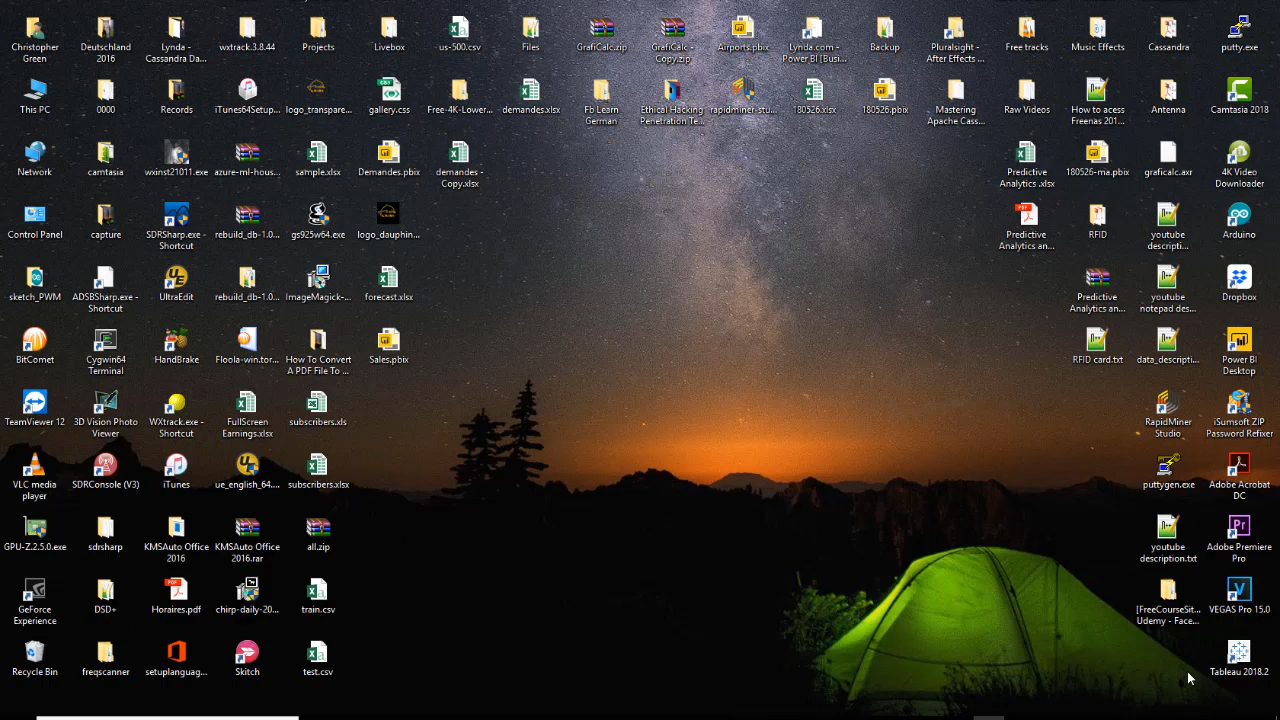 Christopher
Green
Deutschland
2016
Lynda -
Cassandra Da...
wxtrack.3.8.44
Projects
Livebox
us-500.csv
Files
GrafiCalc.zip
GrafiCalc -
Copy.zip
Airports.pbix
Lynda.com -
Power BI [Busi...
Backup
Pluralsight -
After Effects ...
Free tracks
Music Effects
Cassandra
putty.exe
This PC
0000
Records
iTunes64Setup...
logo_transpare...
gallery.css
Free-4K-Lower...
demandes.xlsx
Fb Learn
German
Ethical Hacking
Penetration Te...
rapidminer-stu...
180526.xlsx
180526.pbix
Mastering
Apache Cass...
Raw Videos
How to acess
Freenas 201...
Antenna
Camtasia 2018
Network
camtasia
wxinst21011.exe
azure-ml-hous...
sample.xlsx
Demandes.pbix
demandes -
Copy.xlsx
Predictive
Analytics .xlsx
180526-ma.pbix
graficalc.axr
4K Video
Downloader
Control Panel
capture
SDRSharp.exe -
Shortcut
rebuild_db-1.0...
gs925w64.exe
logo_dauphin...
Predictive
Analytics an...
RFID
youtube
descripti...
Arduino
sketch_PWM
ADSBSharp.exe -
Shortcut
UltraEdit
rebuild_db-1.0...
ImageMagick-...
forecast.xlsx
Predictive
Analytics an...
youtube
notepad des...
Dropbox
BitComet
Cygwin64
Terminal
HandBrake
Floola-win.tor...
How To Convert
A PDF File To ...
Sales.pbix
RFID card.txt
data_descripti...
Power BI
Desktop
TeamViewer 12
3D Vision Photo
Viewer
WXtrack.exe -
Shortcut
FullScreen
Earnings.xlsx
subscribers.xls
RapidMiner
Studio
iSumsoft ZIP
Password Refixer
VLC media
player
SDRConsole (V3)
iTunes
ue_english_64...
subscribers.xlsx
puttygen.exe
Adobe Acrobat
DC
GPU-Z.2.5.0.exe
sdrsharp
KMSAuto Office
2016
KMSAuto Office
2016.rar
all.zip
youtube
description.txt
Adobe Premiere
Pro
GeForce
Experience
DSD+
Horaires.pdf
chirp-daily-20...
train.csv
[FreeCourseSit...
Udemy - Face...
VEGAS Pro 15.0
Recycle Bin
freqscanner
setuplanguag...
Skitch
test.csv
Tableau 2018.2